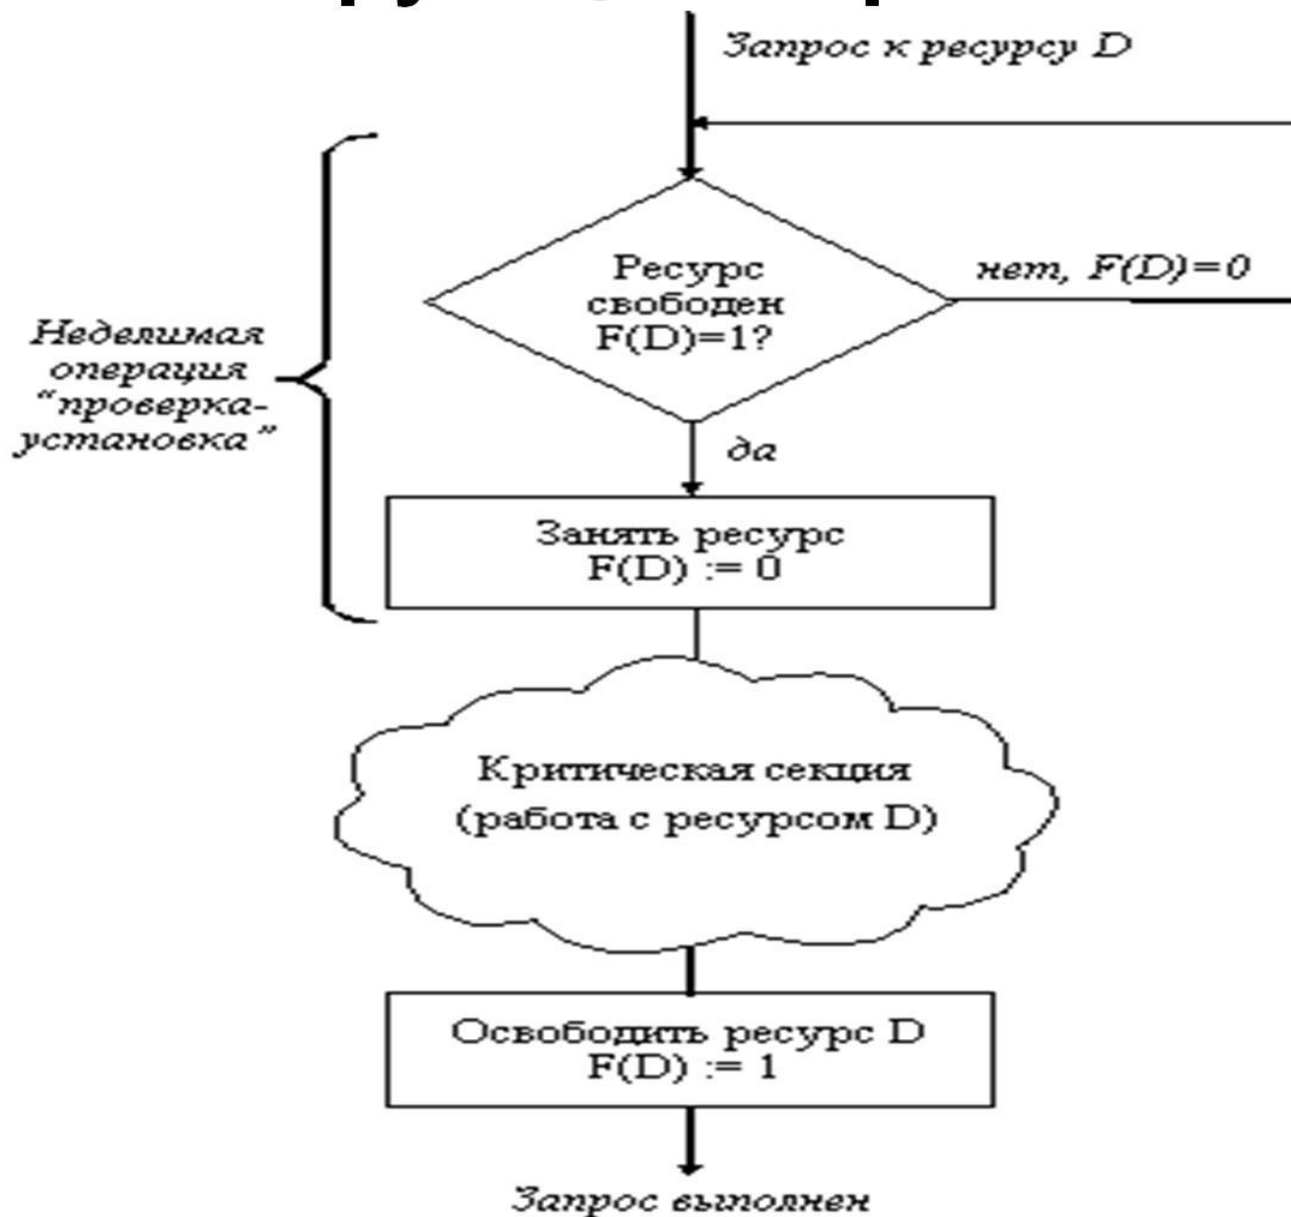 Запрос к ресурсу D
Ресурс
свободен
F(D)=1?
нет, F(D)=0
Неделимая
операция
“проверка-
установка”
да
Занять ресурс
F(D) := 0
Критическая секция
(работа с ресурсом D)
Освободить ресурс D
F(D) := 1
Запрос выполнен